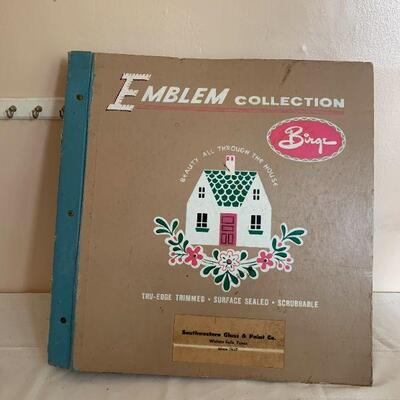 EMBLEM COLLECTION
Birge
BEAUTY ALL THROUGH THE HOUSE
TRU-EDGE TRIMMED • SURFACE SEALED • SCRUBBABLE
Southwestern Glass & Paint Co.
Wichita Falls, Texas